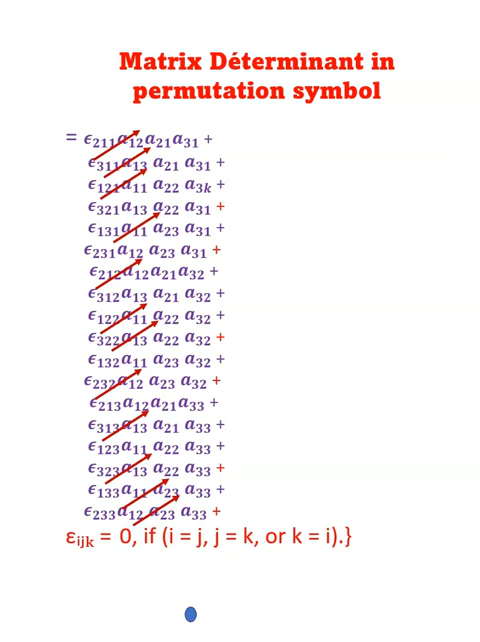 Matrix Déterminant in
permutation symbol
= ϵ₂₁₁a₁₂a₂₁a₃₁ +
ϵ₃₁₁a₁₃ a₂₁ a₃₁ +
ϵ₁₂₁a₁₁ a₂₂ a₃ₖ +
ϵ₃₂₁a₁₃ a₂₂ a₃₁ +
ϵ₁₃₁a₁₁ a₂₃ a₃₁ +
ϵ₂₃₁a₁₂ a₂₃ a₃₁ +
ϵ₂₁₂a₁₂a₂₁a₃₂ +
ϵ₃₁₂a₁₃ a₂₁ a₃₂ +
ϵ₁₂₂a₁₁ a₂₂ a₃₂ +
ϵ₃₂₂a₁₃ a₂₂ a₃₂ +
ϵ₁₃₂a₁₁ a₂₃ a₃₂ +
ϵ₂₃₂a₁₂ a₂₃ a₃₂ +
ϵ₂₁₃a₁₂a₂₁a₃₃ +
ϵ₃₁₃a₁₃ a₂₁ a₃₃ +
ϵ₁₂₃a₁₁ a₂₂ a₃₃ +
ϵ₃₂₃a₁₃ a₂₂ a₃₃ +
ϵ₁₃₃a₁₁ a₂₃ a₃₃ +
ϵ₂₃₃a₁₂ a₂₃ a₃₃ +
εᵢⱼₖ = 0, if (i = j, j = k, or k = i).}